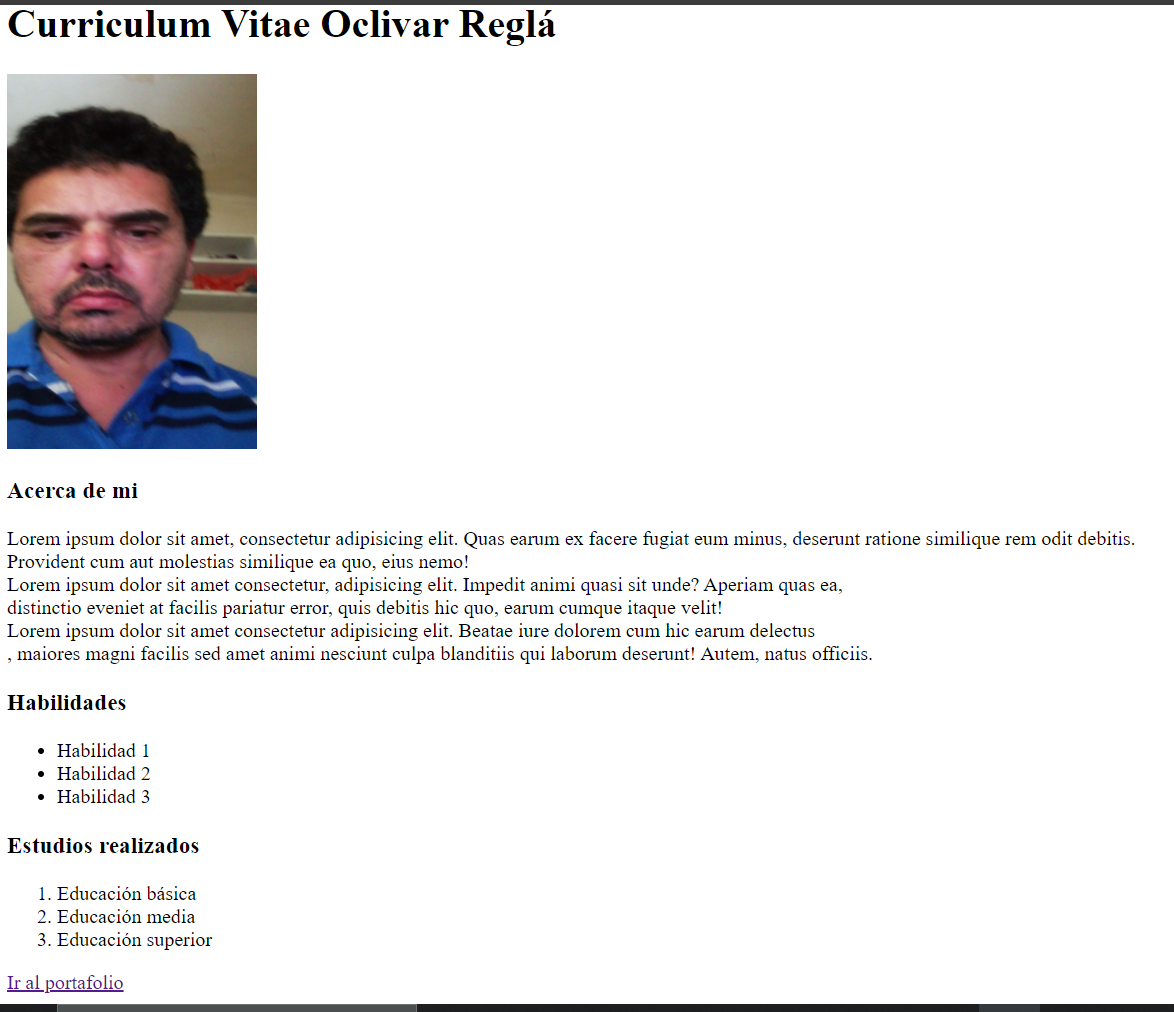 Curriculum Vitae Oclivar Reglá
Acerca de mi
Lorem ipsum dolor sit amet, consectetur adipisicing elit. Quas earum ex facere fugiat eum minus, deserunt ratione similique rem odit debitis.
Provident cum aut molestias similique ea quo, eius nemo!
Lorem ipsum dolor sit amet consectetur, adipisicing elit. Impedit animi quasi sit unde? Aperiam quas ea,
distinctio eveniet at facilis pariatur error, quis debitis hic quo, earum cumque itaque velit!
Lorem ipsum dolor sit amet consectetur adipisicing elit. Beatae iure dolorem cum hic earum delectus
, maiores magni facilis sed amet animi nesciunt culpa blanditiis qui laborum deserunt! Autem, natus officiis.
Habilidades
• Habilidad 1
• Habilidad 2
• Habilidad 3
Estudios realizados
1. Educación básica
2. Educación media
3. Educación superior
Ir al portafolio